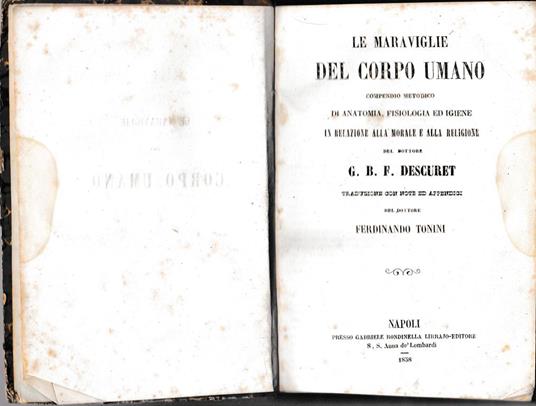 LE MARAVIGLIE
DEL CORPO UMANO
COMPENDIO METODICO
DI ANATOMIA, FISIOLOGIA ED IGIENE
IN RELAZIONE ALLA MORALE E ALLA RELIGIONE
DEL DOTTORE
G. B. F. DESCURET
TRADUZIONE CON NOTE ED APPENDICI
DEL DOTTORE
FERDINANDO TONINI
NAPOLI
PRESSO GABRIELE RONDINELLA LIBRAJO-EDITORE
8, S. Anna de' Lombardi
1858